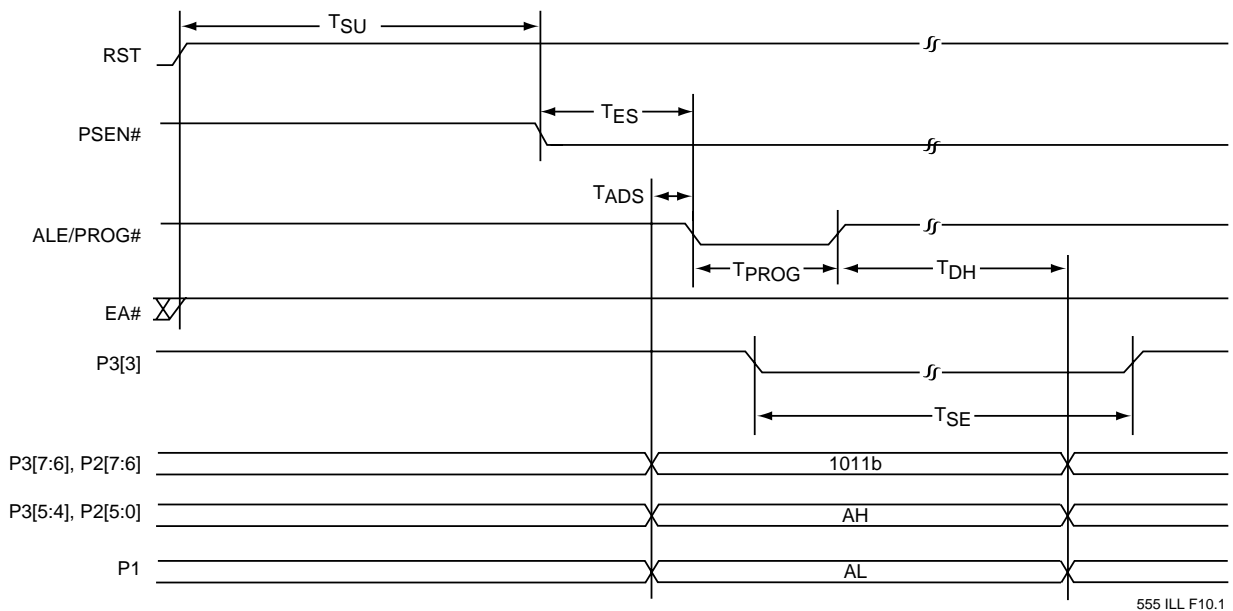 TSU
RST
TES
PSEN#
TADS
ALE/PROG#
TPROG
TDH
EA#
P3[3]
TSE
P3[7:6], P2[7:6]
1011b
P3[5:4], P2[5:0]
AH
P1
AL
555 ILL F10.1